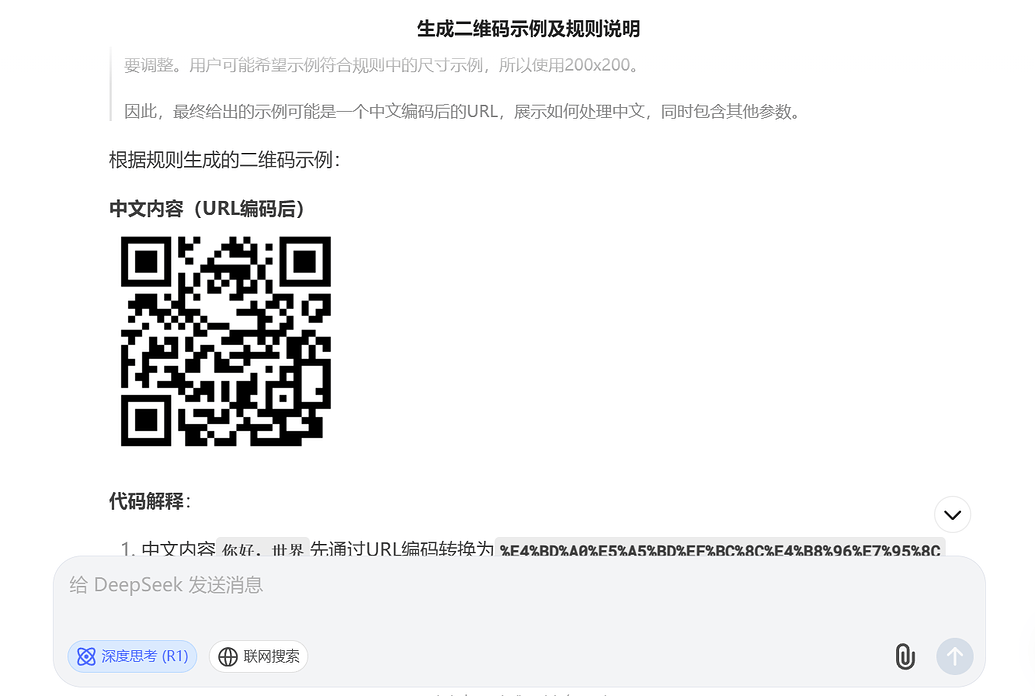 生成二维码示例及规则说明
要调整。用户可能希望示例符合规则中的尺寸示例，所以使用200x200。
因此，最终给出的示例可能是一个中文编码后的URL，展示如何处理中文，同时包含其他参数。
根据规则生成的二维码示例：
中文内容（URL编码后）
代码解释：
1. 中文内容 你好，世界 先通过URL编码转换为 %E4%BD%A0%E5%A5%BD%EF%BC%8C%E4%B8%96%E7%95%8C
给 DeepSeek 发送消息
深度思考 (R1) 联网搜索